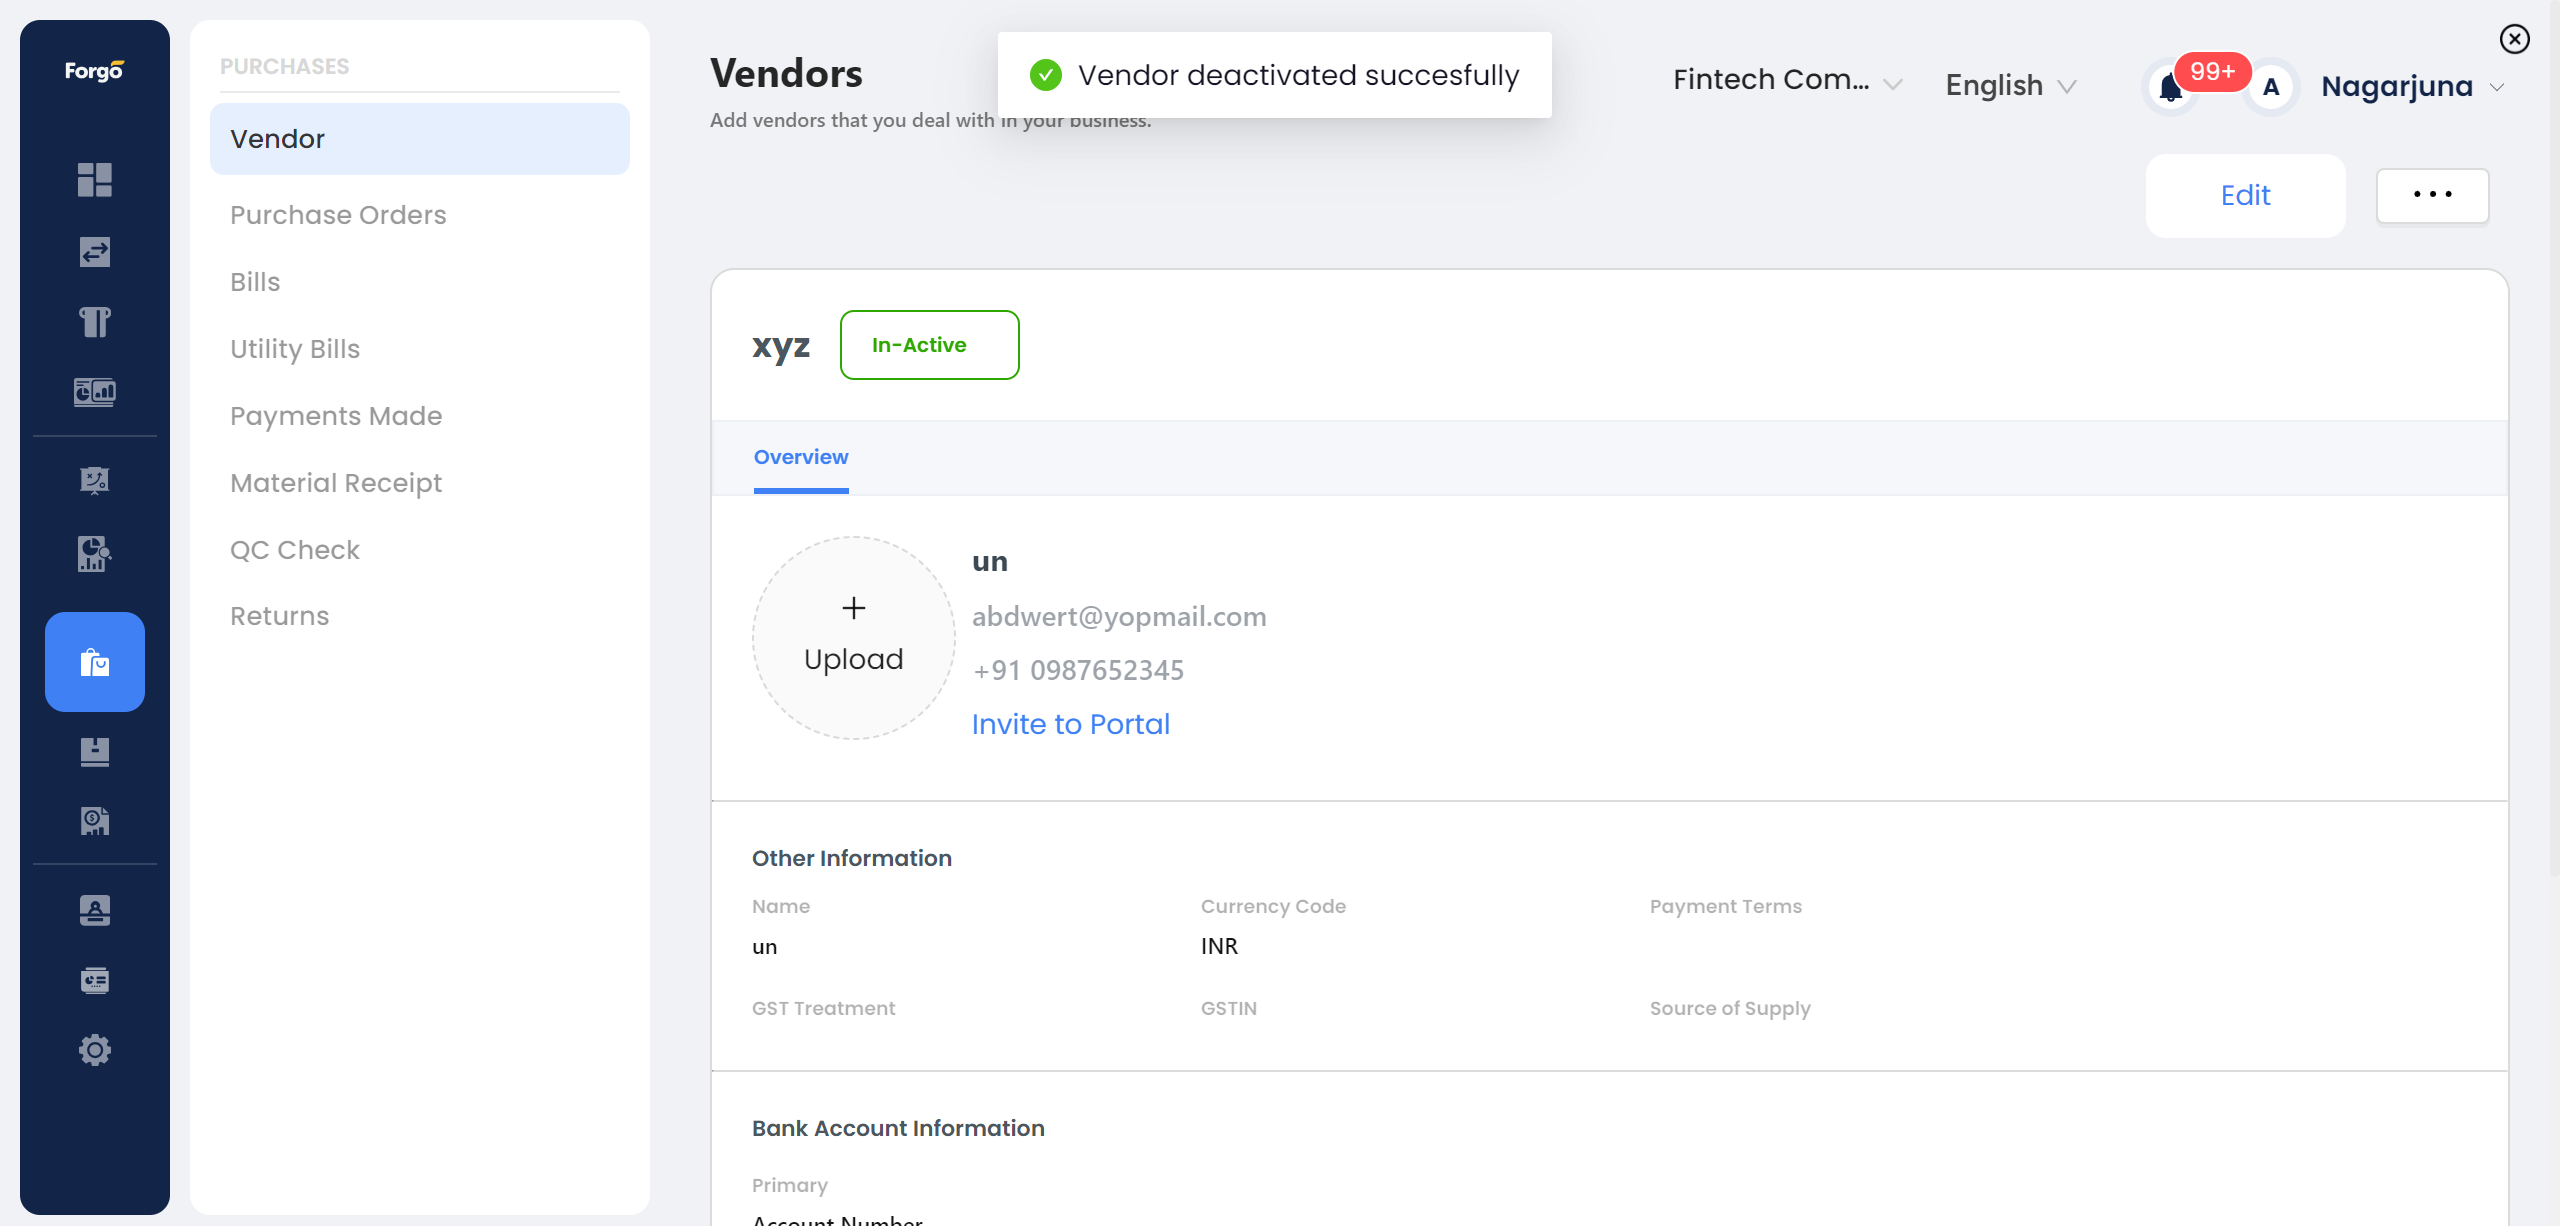 Forgo
PURCHASES
Vendor
Purchase Orders
Bills
Utility Bills
Payments Made
Material Receipt
QC Check
Returns
Vendors
Add vendors that you deal with in your business.
Vendor deactivated succesfully
Fintech Com...
English
99+
A
Nagarjuna
Edit
xyz
In-Active
Overview
Upload
un
abdwert@yopmail.com
+91 0987652345
Invite to Portal
Other Information
Name
Currency Code
Payment Terms
un
INR
GST Treatment
GSTIN
Source of Supply
Bank Account Information
Primary
Account Number